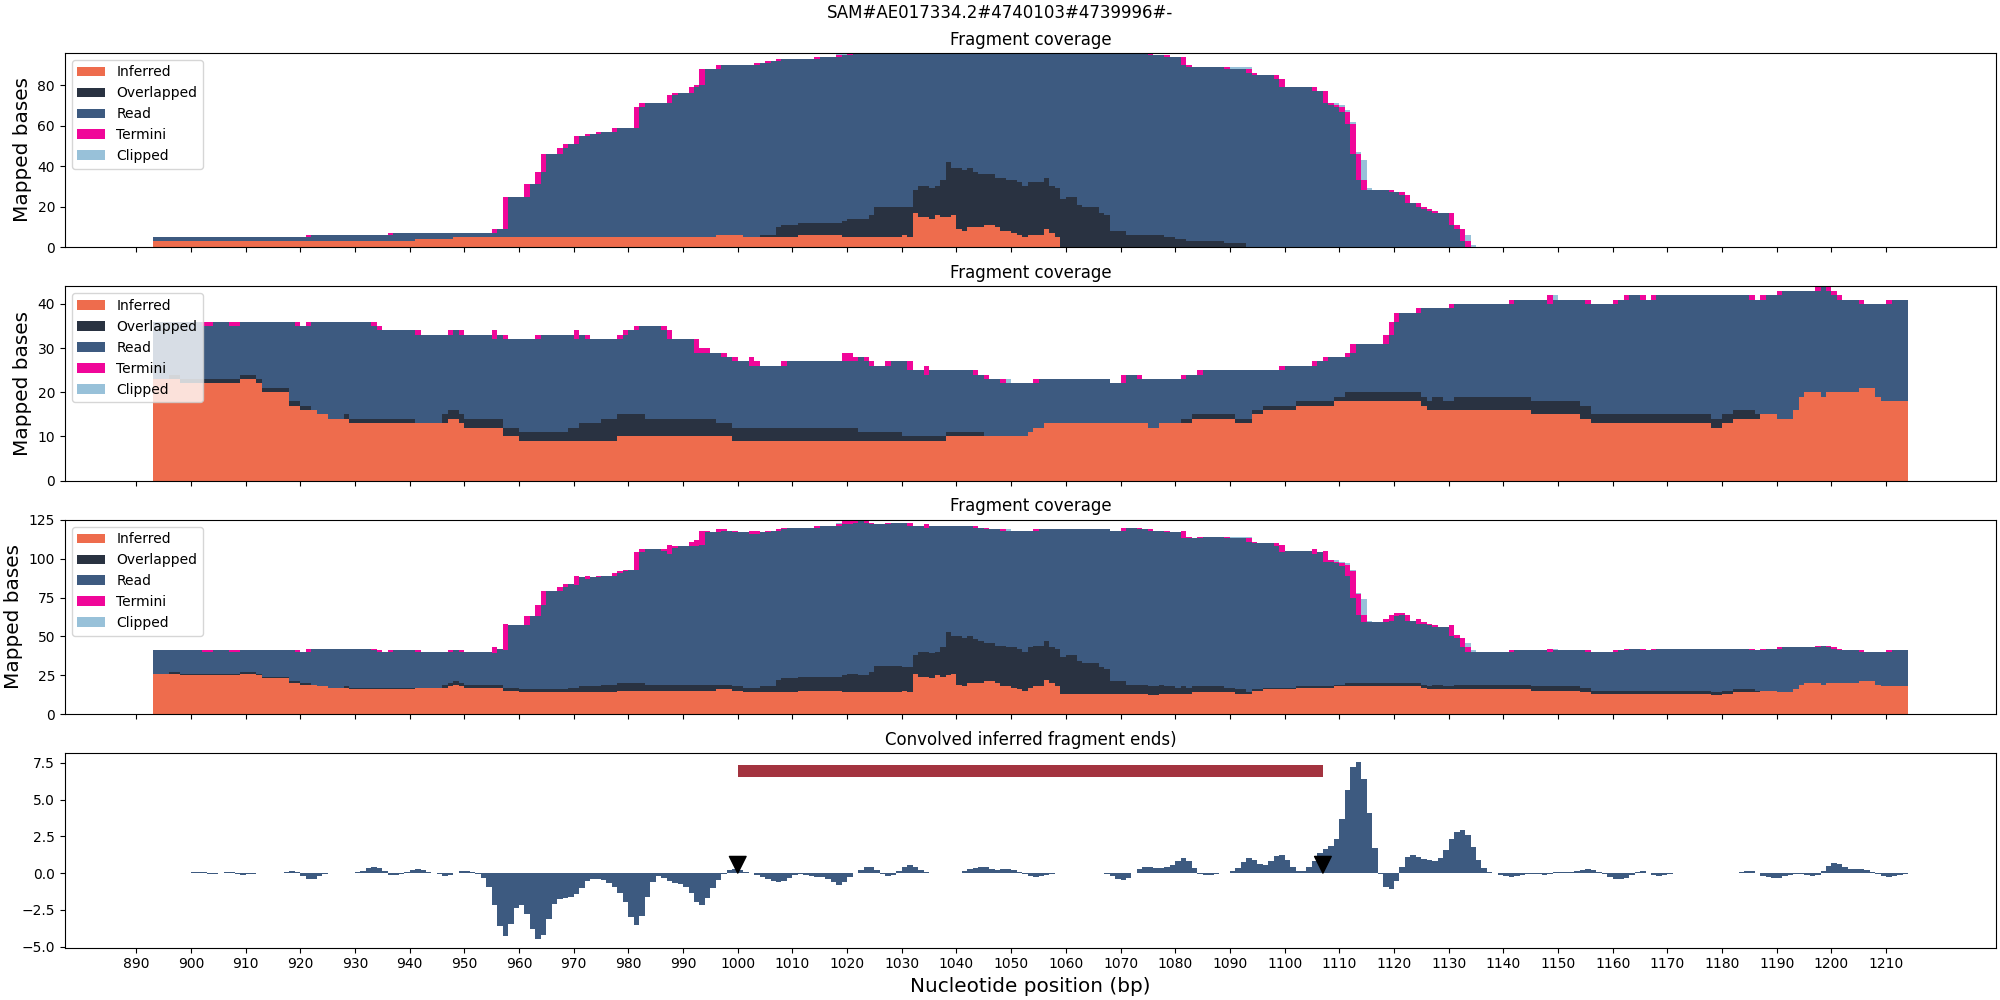 SAM#AE017334.2#4740103#4739996#-
Fragment coverage
Mapped bases
80
60
40
20
0
Inferred
Overlapped
Read
Termini
Clipped
Fragment coverage
Mapped bases
40
30
20
10
0
Inferred
Overlapped
Read
Termini
Clipped
Fragment coverage
Mapped bases
125
100
75
50
25
0
Inferred
Overlapped
Read
Termini
Clipped
Convolved inferred fragment ends)
7.5
5.0
2.5
0.0
−2.5
−5.0
890 900 910 920 930 940 950 960 970 980 990 1000 1010 1020 1030 1040 1050 1060 1070 1080 1090 1100 1110 1120 1130 1140 1150 1160 1170 1180 1190 1200 1210
Nucleotide position (bp)